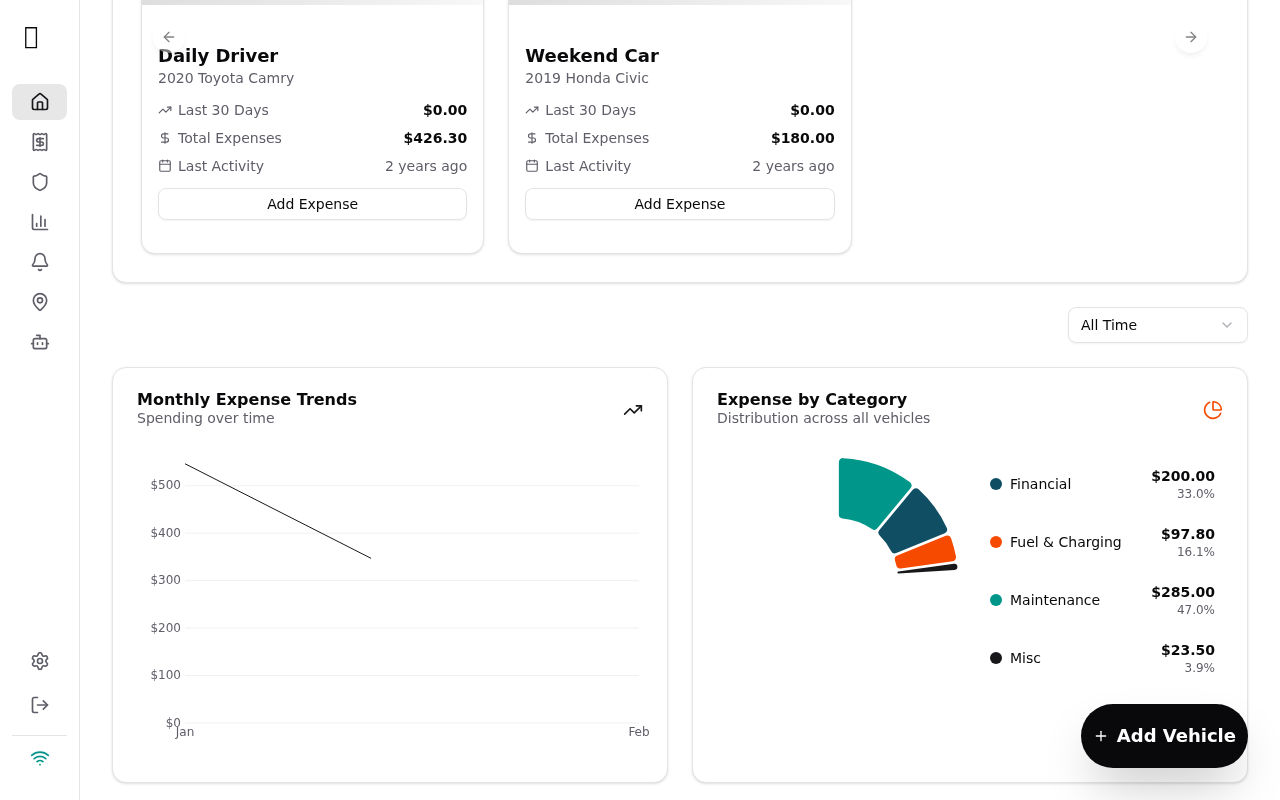 Daily Driver
2020 Toyota Camry
Last 30 Days $0.00
Total Expenses $426.30
Last Activity 2 years ago
Add Expense
Weekend Car
2019 Honda Civic
Last 30 Days $0.00
Total Expenses $180.00
Last Activity 2 years ago
Add Expense
All Time
Monthly Expense Trends
Spending over time
$500
$400
$300
$200
$100
$0
Jan Feb
Expense by Category
Distribution across all vehicles
Financial $200.00
33.0%
Fuel & Charging $97.80
16.1%
Maintenance $285.00
47.0%
Misc $23.50
3.9%
+ Add Vehicle